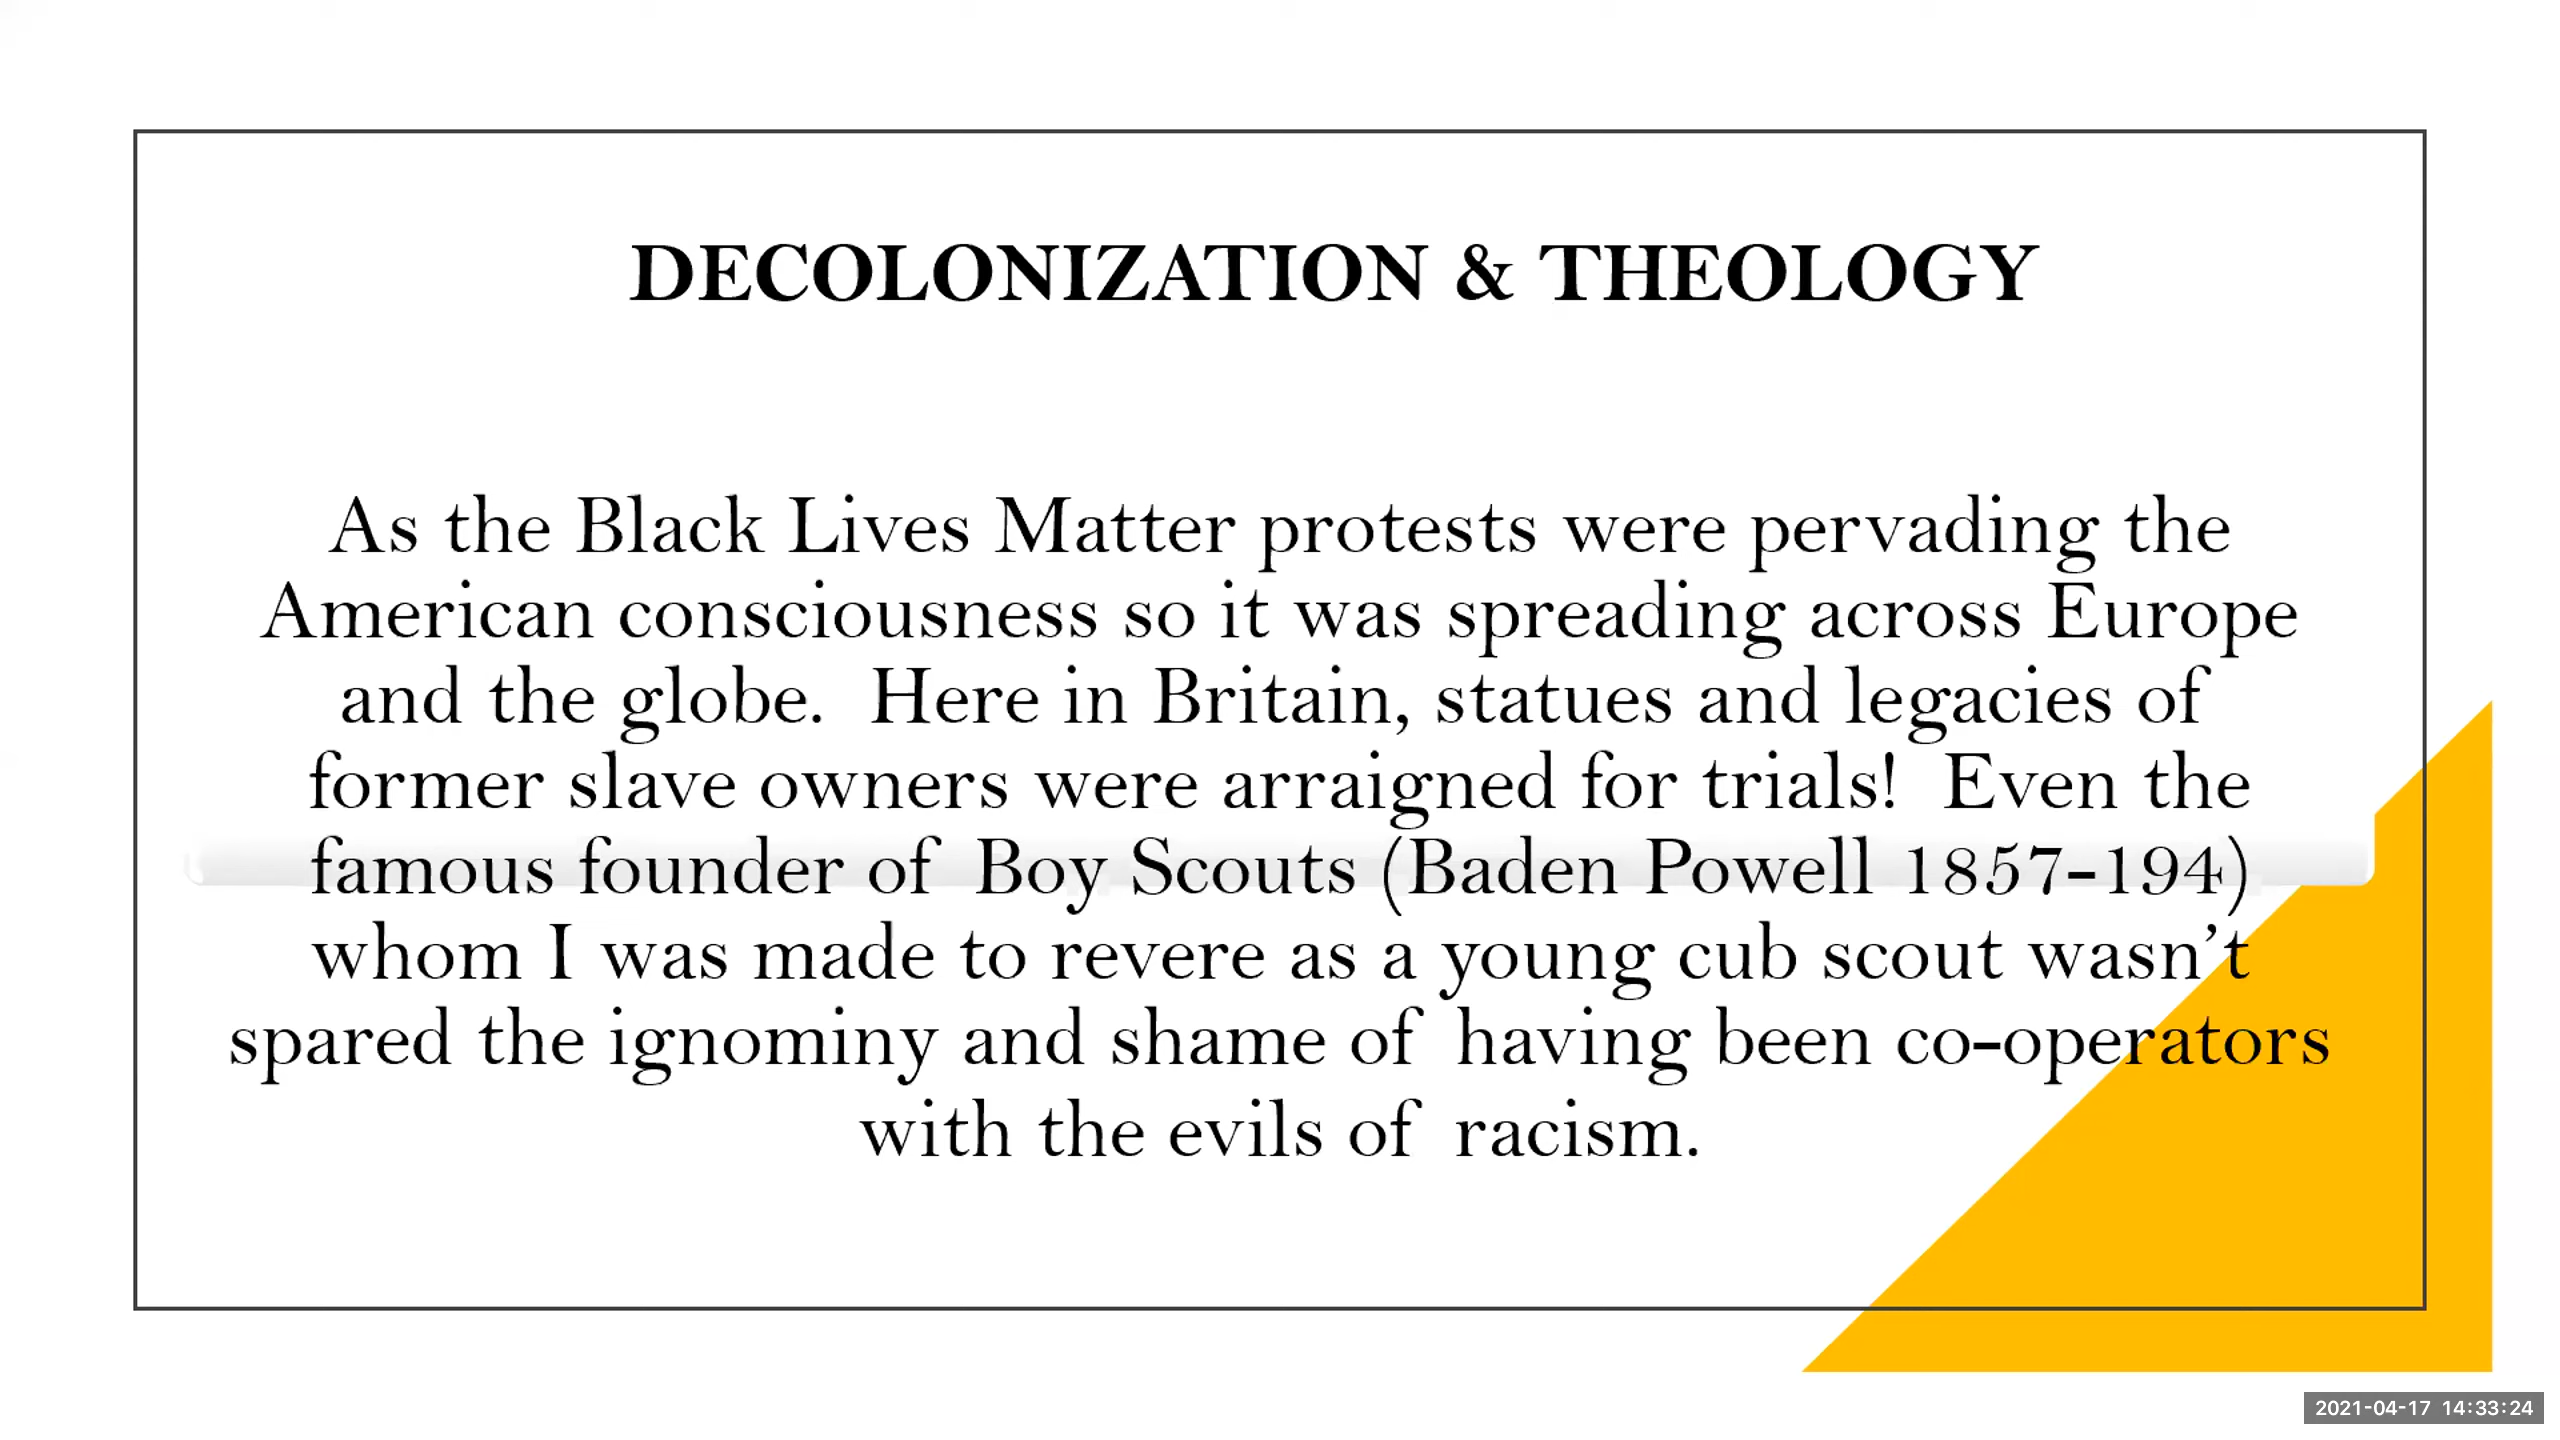 DECOLONIZATION & THEOLOGY
As the Black Lives Matter protests were pervading the
American consciousness so it was spreading across Europe
and the globe.  Here in Britain, statues and legacies of
former slave owners were arraigned for trials!  Even the
famous founder of  Boy Scouts (Baden Powell 1857-194)
whom I was made to revere as a young cub scout wasn’t
spared the ignominy and shame of  having been co-operators
with the evils of  racism.
2021-04-17 14:33:24